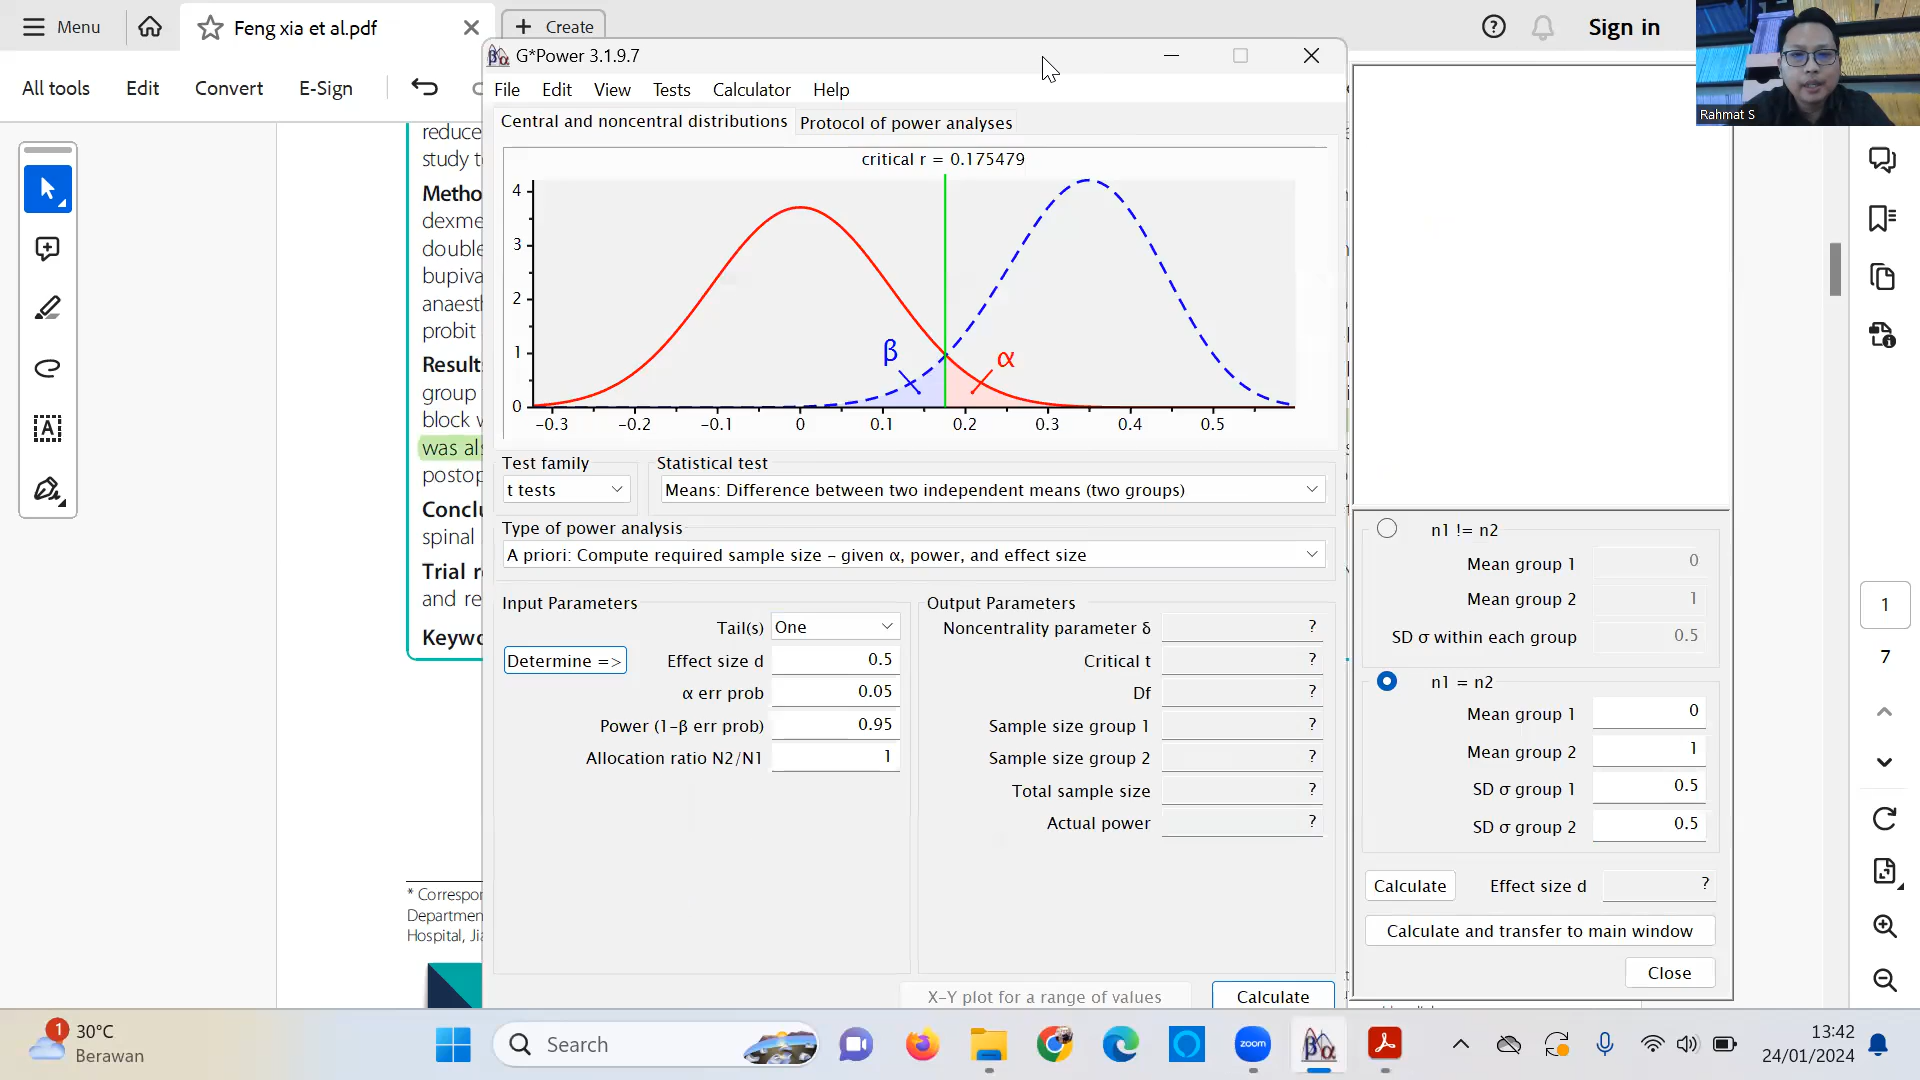 Menu
Feng xia et al.pdf
Create
Sign in
All tools
Edit
Convert
E-Sign
Rahmat S
G*Power 3.1.9.7
File Edit View Tests Calculator Help
Central and noncentral distributions
Protocol of power analyses
critical r = 0.175479
4
3
2
1
0
β
α
-0.3 -0.2 -0.1 0 0.1 0.2 0.3 0.4 0.5
Test family
t tests
Statistical test
Means: Difference between two independent means (two groups)
Type of power analysis
A priori: Compute required sample size - given α, power, and effect size
Input Parameters
Tail(s) One
Determine => Effect size d 0.5
α err prob 0.05
Power (1-β err prob) 0.95
Allocation ratio N2/N1 1
Output Parameters
Noncentrality parameter δ ?
Critical t ?
Df ?
Sample size group 1 ?
Sample size group 2 ?
Total sample size ?
Actual power ?
X-Y plot for a range of values
Calculate
n1 != n2
Mean group 1 0
Mean group 2 1
SD σ within each group 0.5
n1 = n2
Mean group 1 0
Mean group 2 1
SD σ group 1 0.5
SD σ group 2 0.5
Calculate Effect size d ?
Calculate and transfer to main window
Close
reduce
study t
Metho
dexme
double
bupiva
anaest
probit
Result
group
block
was al
postop
Conclu
spinal
Trial r
and re
Keywo
* Correspo
Departmen
Hospital, Jia
1
7
1
30°C
Berawan
Search
zoom
13:42
24/01/2024